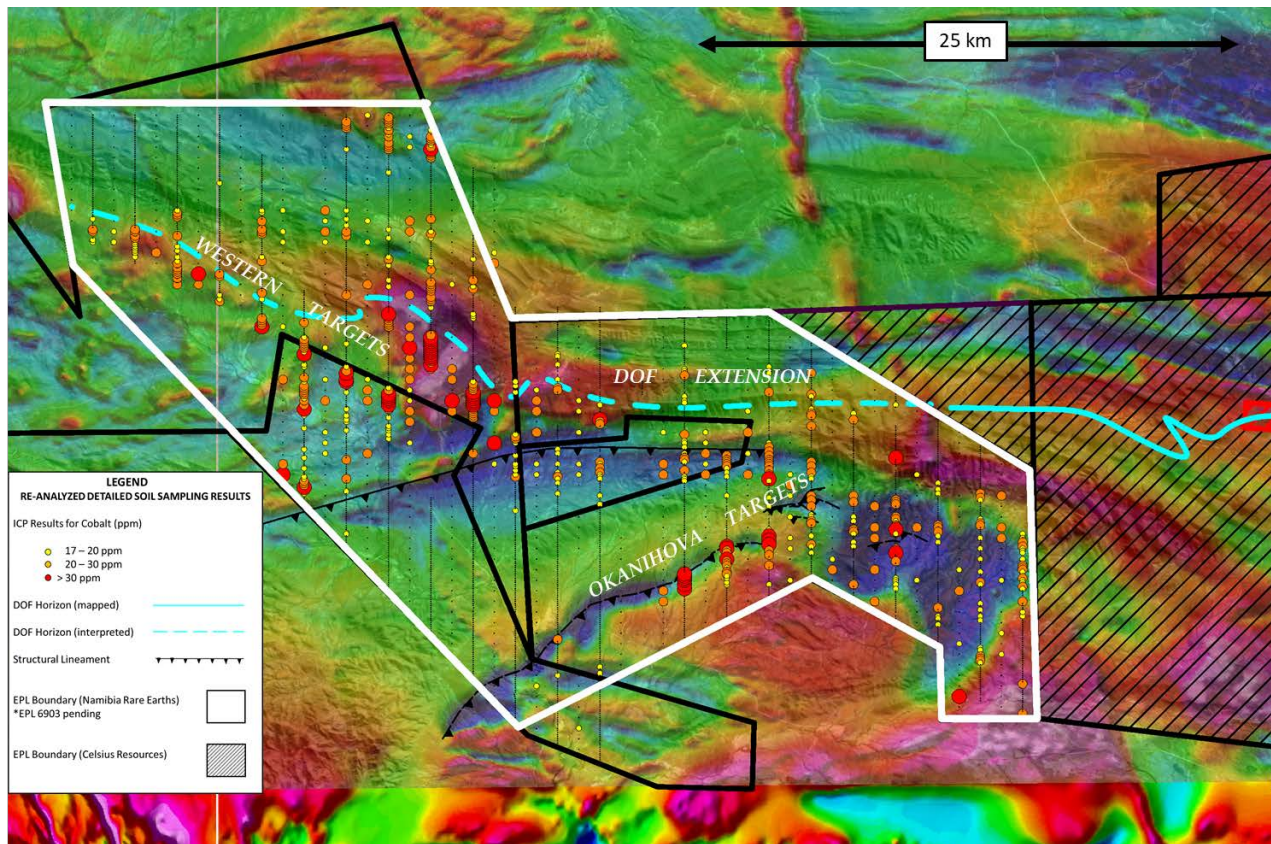 25 km
WESTERN
TARGETS
DOF EXTENSION
OKANIHOVA TARGETS
LEGEND
RE-ANALYZED DETAILED SOIL SAMPLING RESULTS
ICP Results for Cobalt (ppm)
17 – 20 ppm
20 – 30 ppm
> 30 ppm
DOF Horizon (mapped)
DOF Horizon (interpreted)
Structural Lineament
EPL Boundary (Namibia Rare Earths)
*EPL 6903 pending
EPL Boundary (Celsius Resources)